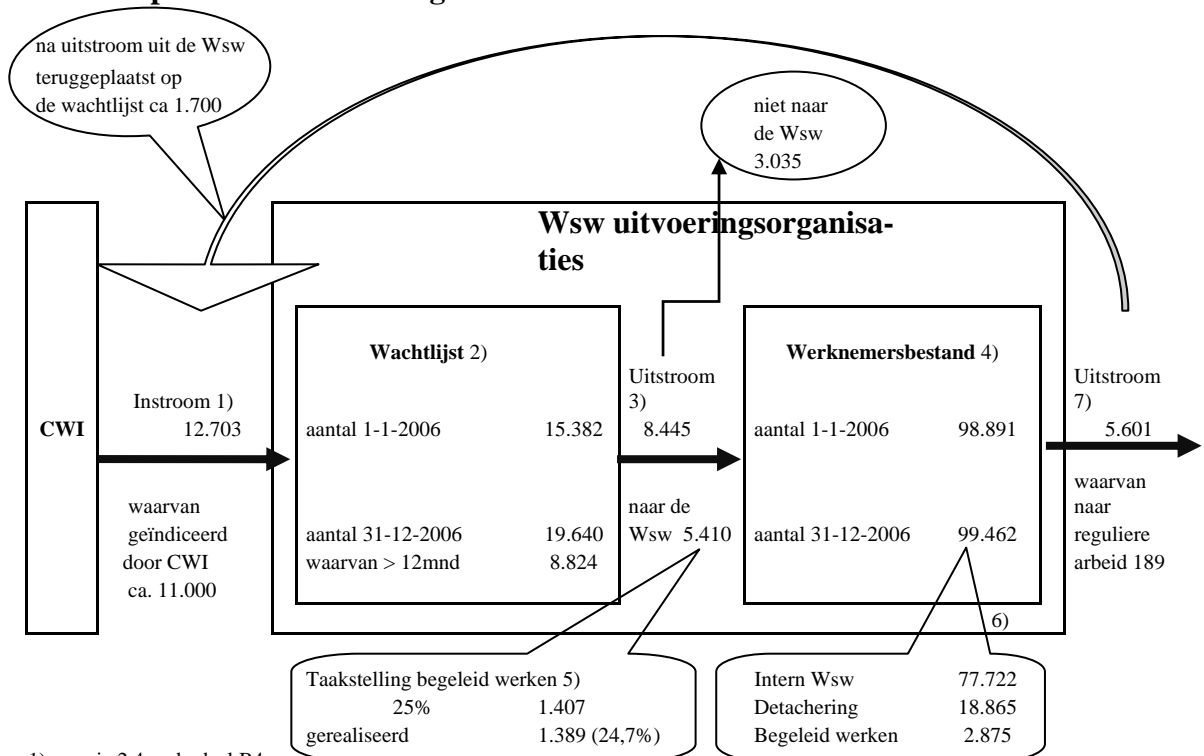 na uitstroom uit de Wsw
teruggeplaatst op
de wachtlijst ca 1.700
niet naar
de Wsw
3.035
Wsw uitvoeringsorganisa-
ties
CWI
Instroom 1)
12.703
waarvan
geïndiceerd
door CWI
ca. 11.000
Wachtlijst 2)
aantal 1-1-2006 15.382
aantal 31-12-2006 19.640
waarvan > 12mnd 8.824
Uitstroom
3)
8.445
naar de
Wsw 5.410
Werknemersbestand 4)
aantal 1-1-2006 98.891
aantal 31-12-2006 99.462
6)
Uitstroom
7)
5.601
waarvan
naar
reguliere
arbeid 189
Taakstelling begeleid werken 5)
25% 1.407
gerealiseerd 1.389 (24,7%)
Intern Wsw 77.722
Detachering 18.865
Begeleid werken 2.875